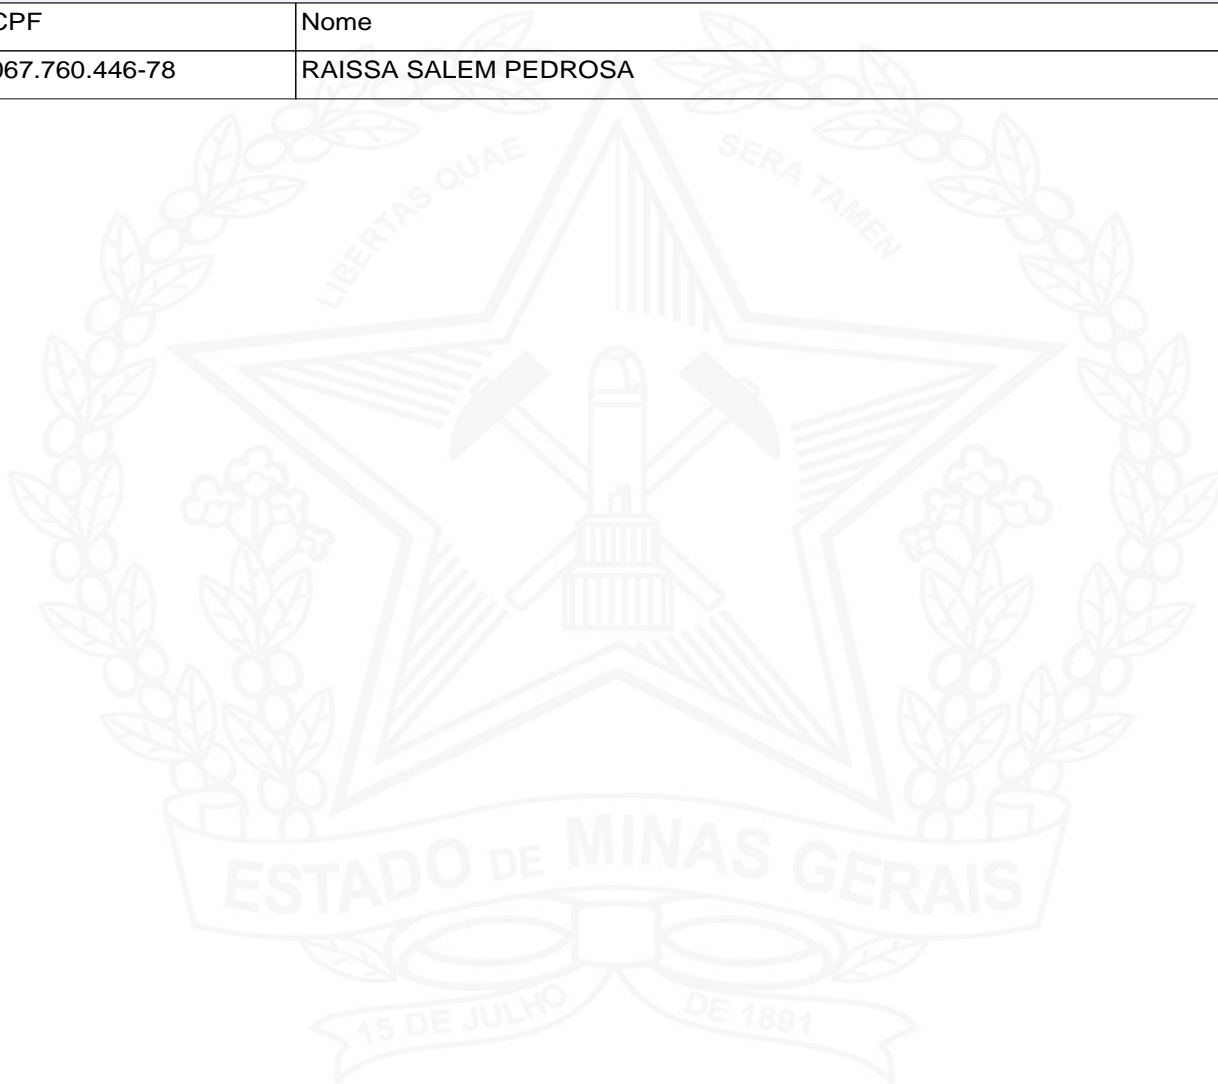 CPF Nome
067.760.446-78 RAISSA SALEM PEDROSA
LIBERTAS QUAE SERA TAMEN
ESTADO DE MINAS GERAIS
15 DE JULHO DE 1891